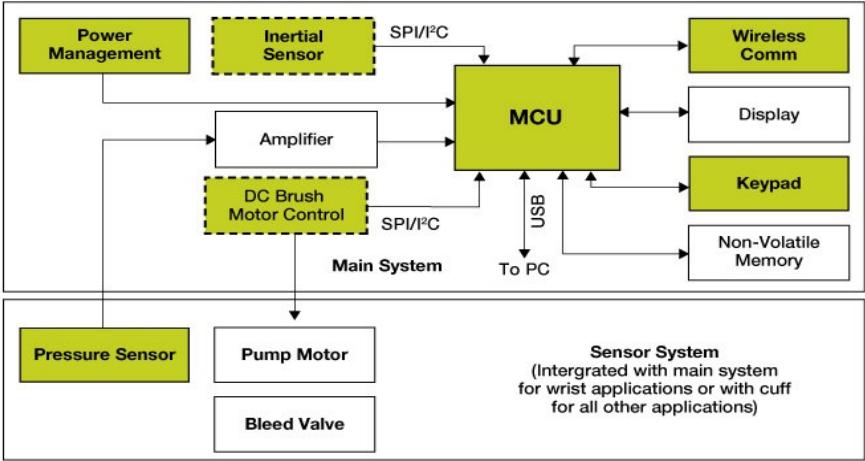 Power
Management
Inertial
Sensor
SPI/I²C
Wireless
Comm
MCU
Display
Amplifier
Keypad
DC Brush
Motor Control
SPI/I²C
USB
To PC
Non-Volatile
Memory
Main System
Pressure Sensor
Pump Motor
Bleed Valve
Sensor System
(Intergrated with main system
for wrist applications or with cuff
for all other applications)